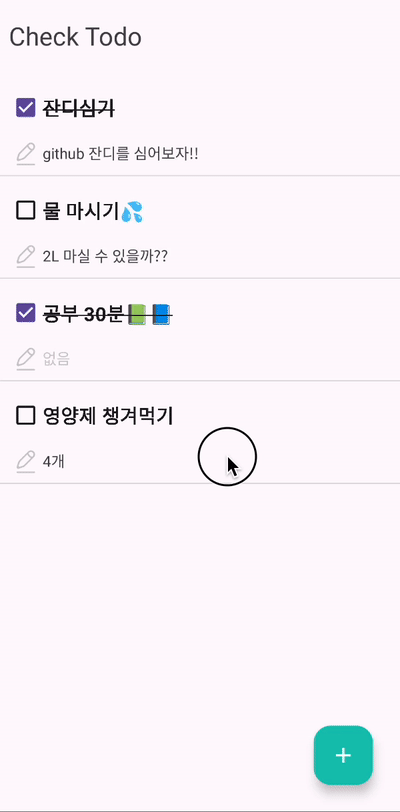 Check Todo
잔디심기
github 잔디를 심어보자!!
물 마시기💦
2L 마실 수 있을까??
공부 30분📗📘
없음
영양제 챙겨먹기
4개
+